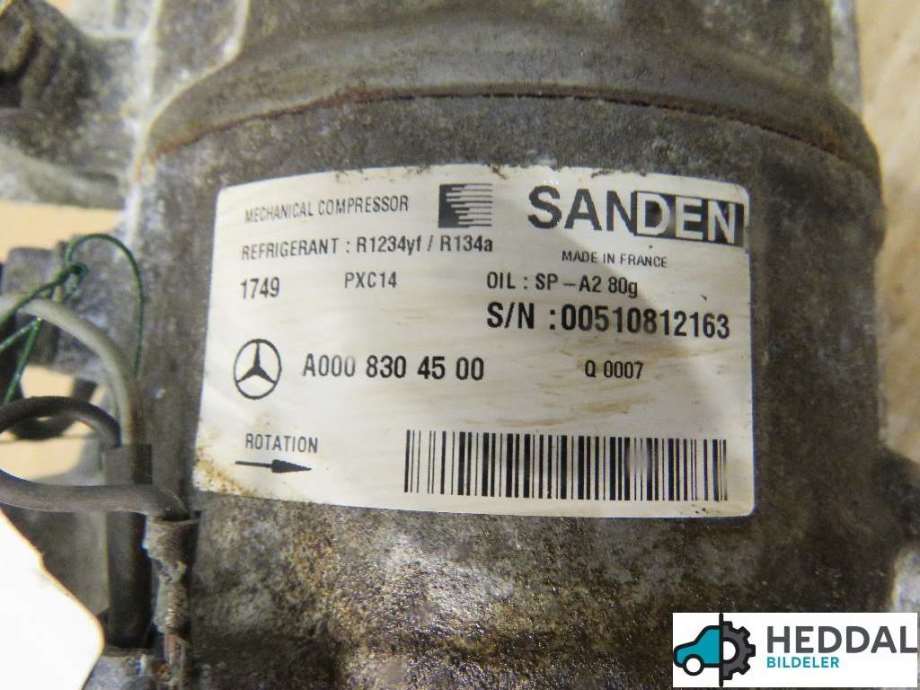 MECHANICAL COMPRESSOR
SANDEN
REFRIGERANT : R1234yf / R134a
MADE IN FRANCE
1749 PXC14 OIL : SP-A2 80g
S/N : 00510812163
A000 830 45 00 Q 0007
ROTATION
HEDDAL
BILDELER